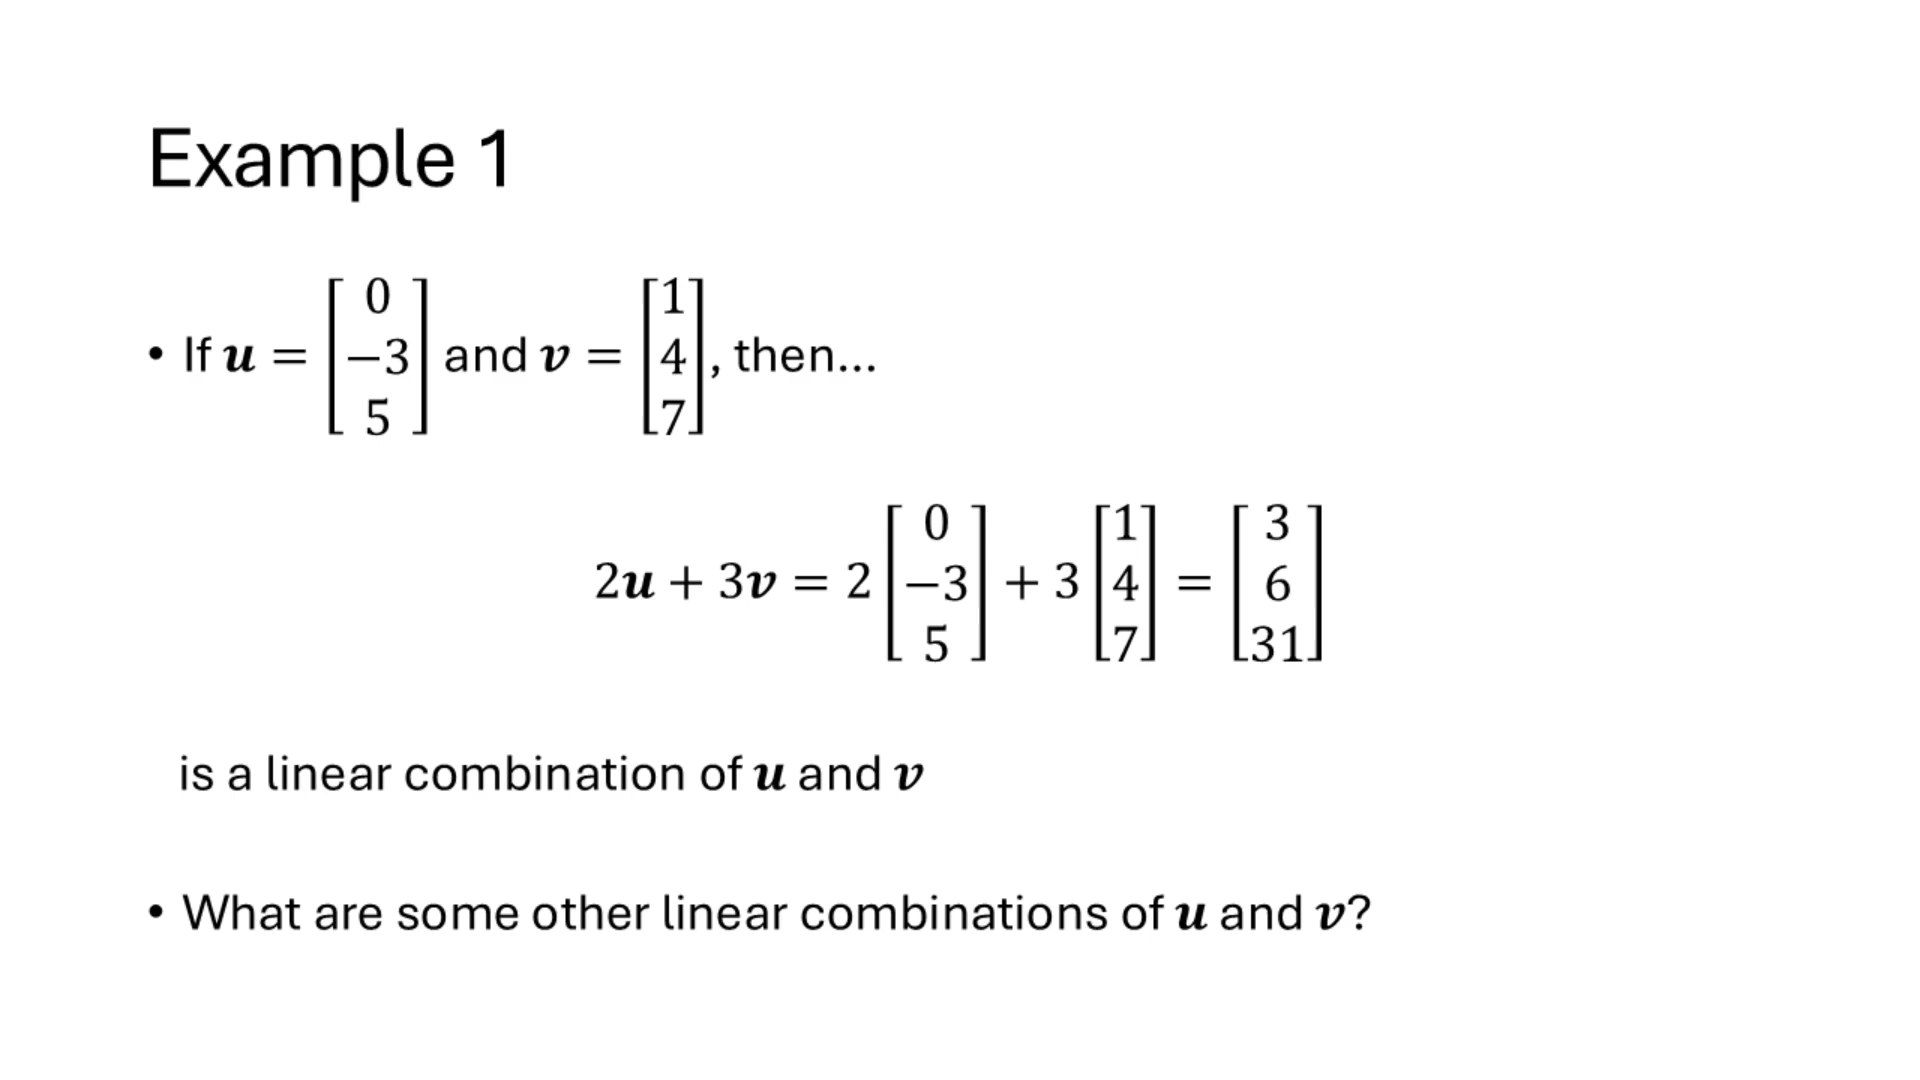 Example 1
• If 𝒖 = [0 −3 5] and 𝒗 = [1 4 7], then...
2𝒖 + 3𝒗 = 2 [0 −3 5] + 3 [1 4 7] = [3 6 31]
is a linear combination of 𝒖 and 𝒗
• What are some other linear combinations of 𝒖 and 𝒗?